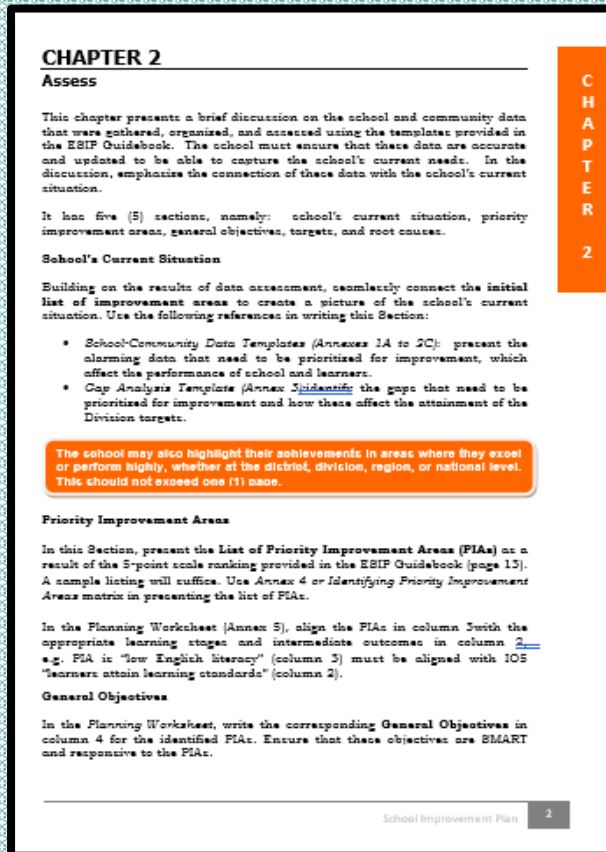 CHAPTER 2
Assess
C
H
A
P
T
E
R
2
This chapter presents a brief discussion on the school and community data
that were gathered, organized, and assessed using the templates provided in
the ESIP Guidebook. The school must ensure that these data are accurate
and updated to be able to capture the school's current needs. In the
discussion, emphasize the connection of these data with the school's current
situation.
It has five (5) sections, namely: school's current situation, priority
improvement areas, general objectives, targets, and root causes.
School's Current Situation
Building on the results of data assessment, seamlessly connect the initial
list of improvement areas to create a picture of the school's current
situation. Use the following references in writing this Section:
• School-Community Data Templates (Annexes 1A to 2C): present the
alarming data that need to be prioritized for improvement, which
affect the performance of school and learners.
• Gap Analysis Template (Annex 3):identify the gaps that need to be
prioritized for improvement and how these affect the attainment of the
Division targets.
The school may also highlight their achievements in areas where they excel
or perform highly, whether at the district, division, region, or national level.
This should not exceed one (1) page.
Priority Improvement Areas
In this Section, present the List of Priority Improvement Areas (PIAs) as a
result of the 5-point scale ranking provided in the ESIP Guidebook (page 15).
A sample listing will suffice. Use Annex 4 or Identifying Priority Improvement
Areas matrix in presenting the list of PIAs.
In the Planning Worksheet (Annex 5), align the PIAs in column 3with the
appropriate learning stages and intermediate outcomes in column 2,
e.g. PIA is "low English literacy" (column 3) must be aligned with IO5
"learners attain learning standards" (column 2).
General Objectives
In the Planning Worksheet, write the corresponding General Objectives in
column 4 for the identified PIAs. Ensure that these objectives are SMART
and responsive to the PIAs.
School Improvement Plan 2